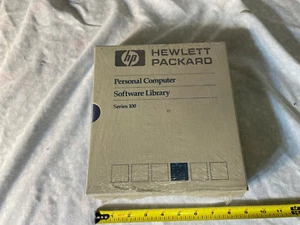 hp HEWLETT
PACKARD
Personal Computer
Software Library
Series 100